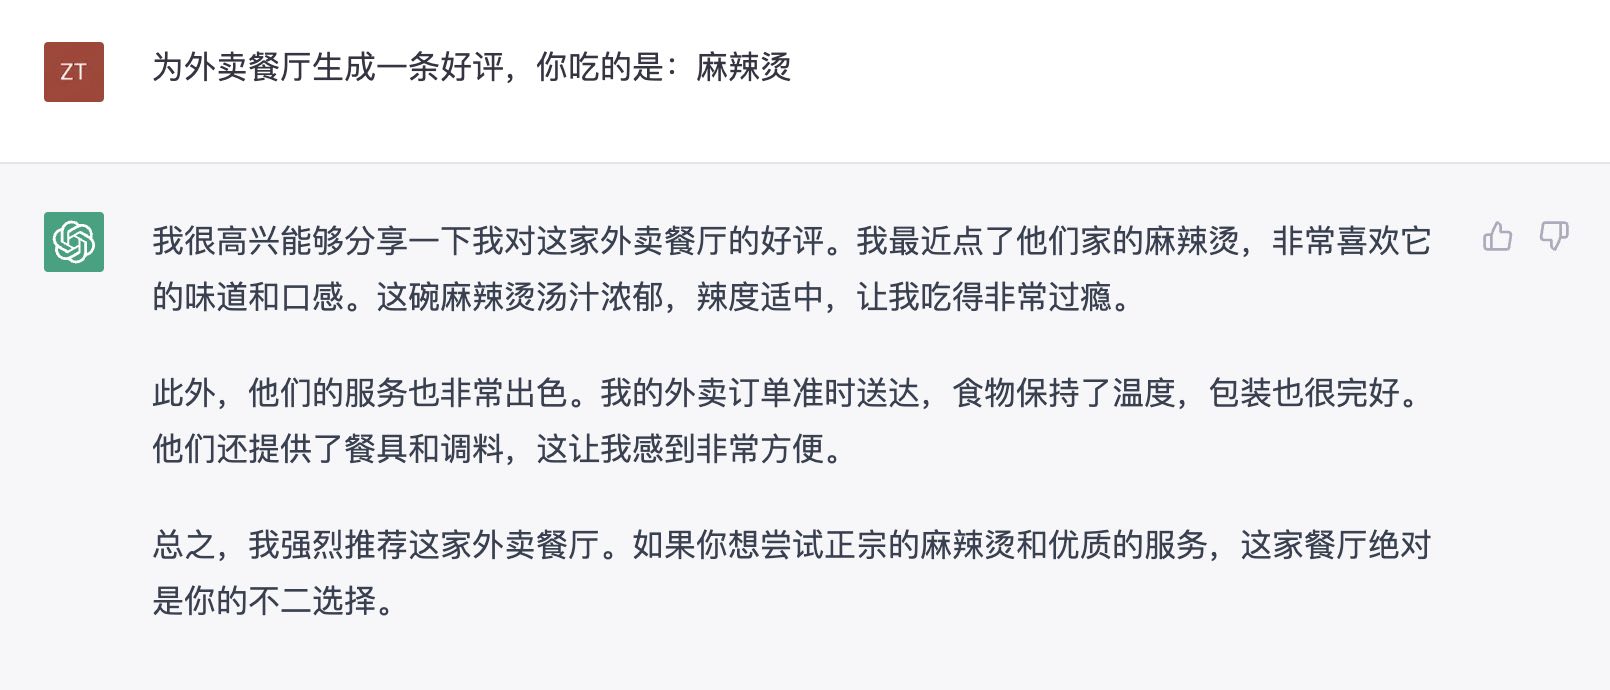 ZT
为外卖餐厅生成一条好评，你吃的是：麻辣烫
我很高兴能够分享一下我对这家外卖餐厅的好评。我最近点了他们家的麻辣烫，非常喜欢它
的味道和口感。这碗麻辣烫汤汁浓郁，辣度适中，让我吃得非常过瘾。
此外，他们的服务也非常出色。我的外卖订单准时送达，食物保持了温度，包装也很完好。
他们还提供了餐具和调料，这让我感到非常方便。
总之，我强烈推荐这家外卖餐厅。如果你想尝试正宗的麻辣烫和优质的服务，这家餐厅绝对
是你的不二选择。